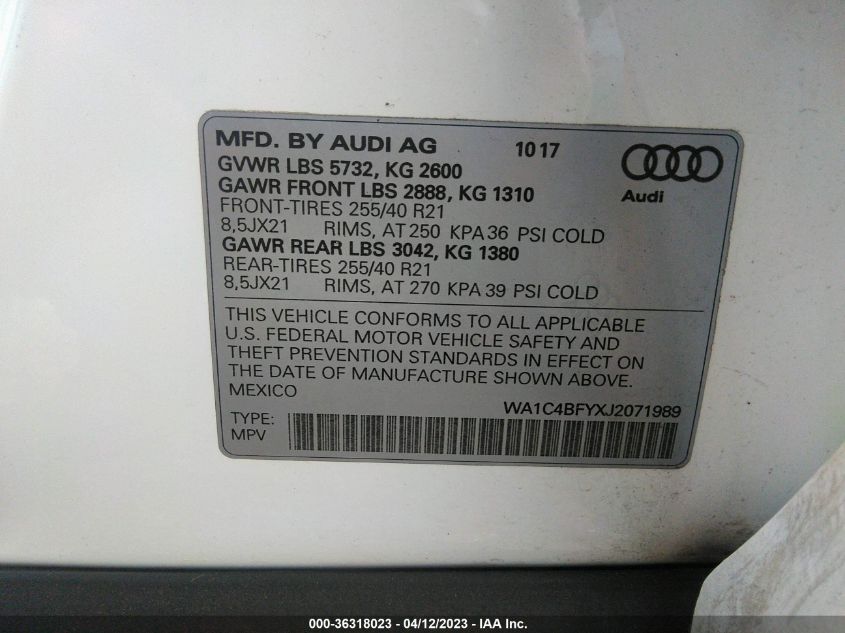 MFD. BY AUDI AG 10 17
GVWR LBS 5732, KG 2600
GAWR FRONT LBS 2888, KG 1310
FRONT-TIRES 255/40 R21
8,5JX21 RIMS, AT 250 KPA 36 PSI COLD
GAWR REAR LBS 3042, KG 1380
REAR-TIRES 255/40 R21
8,5JX21 RIMS, AT 270 KPA 39 PSI COLD
Audi
THIS VEHICLE CONFORMS TO ALL APPLICABLE
U.S. FEDERAL MOTOR VEHICLE SAFETY AND
THEFT PREVENTION STANDARDS IN EFFECT ON
THE DATE OF MANUFACTURE SHOWN ABOVE.
MEXICO
WA1C4BFYXJ2071989
TYPE:
MPV
000-36318023 - 04/12/2023 - IAA Inc.